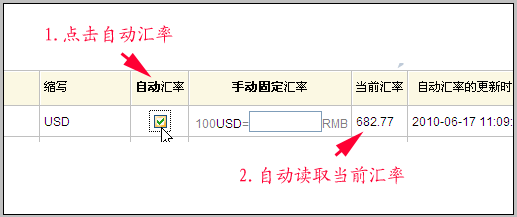 1.点击自动汇率
缩写 自动汇率 手动固定汇率 当前汇率 自动汇率的更新时
USD 100USD= RMB 682.77 2010-06-17 11:09:
2.自动读取当前汇率